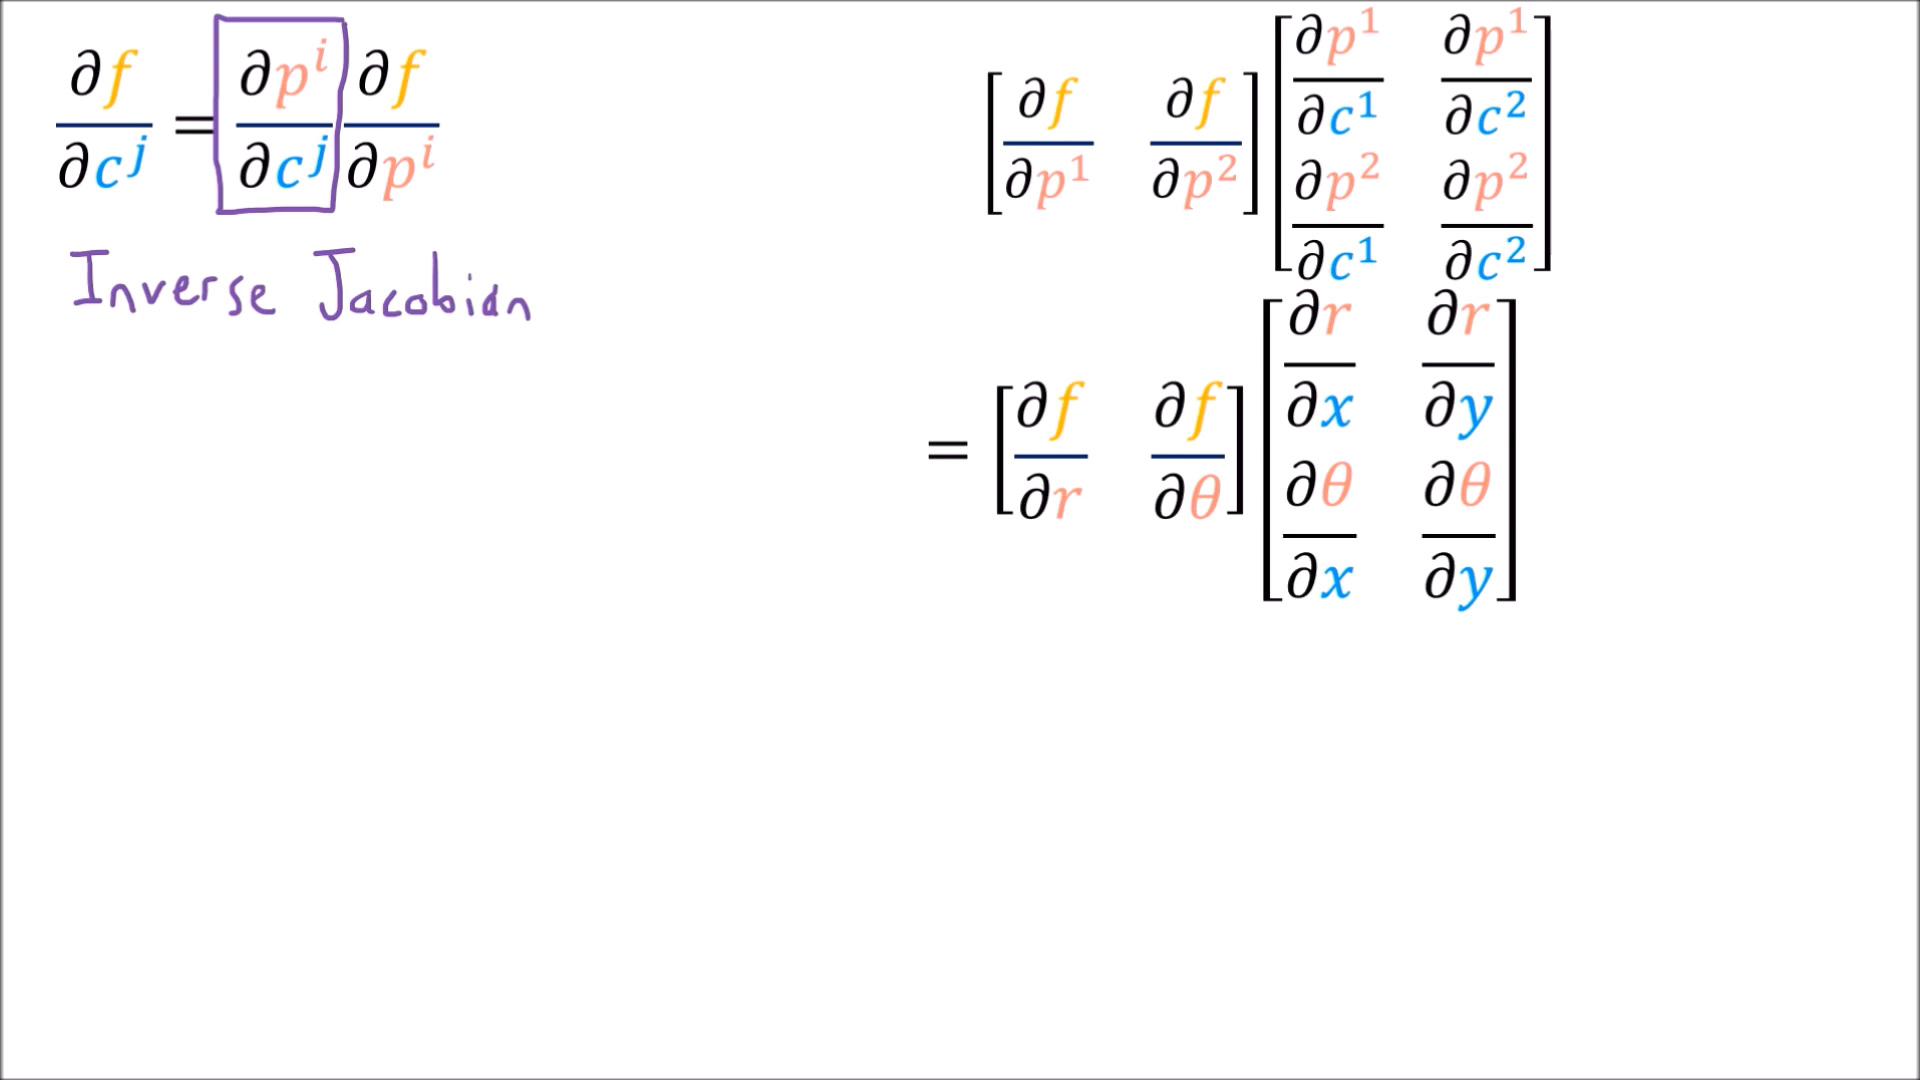 ∂f/∂c^j = ∂p^i/∂c^j ∂f/∂p^i
Inverse Jacobian
[∂f/∂p^1 ∂f/∂p^2] [∂p^1/∂c^1 ∂p^1/∂c^2
∂p^2/∂c^1 ∂p^2/∂c^2]
= [∂f/∂r ∂f/∂θ] [∂r/∂x ∂r/∂y
∂θ/∂x ∂θ/∂y]